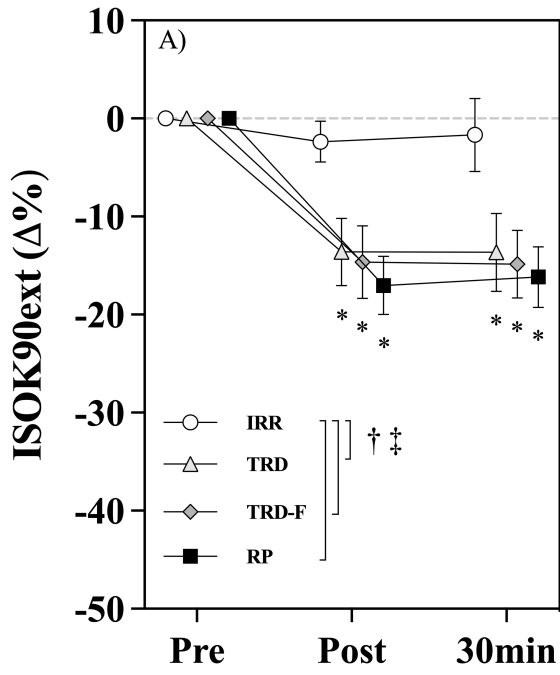 A)
10
0
-10
-20
-30
-40
-50
ISOK90ext (Δ%)
* * * * * *
IRR
TRD
TRD-F
RP
† ‡
Pre Post 30min